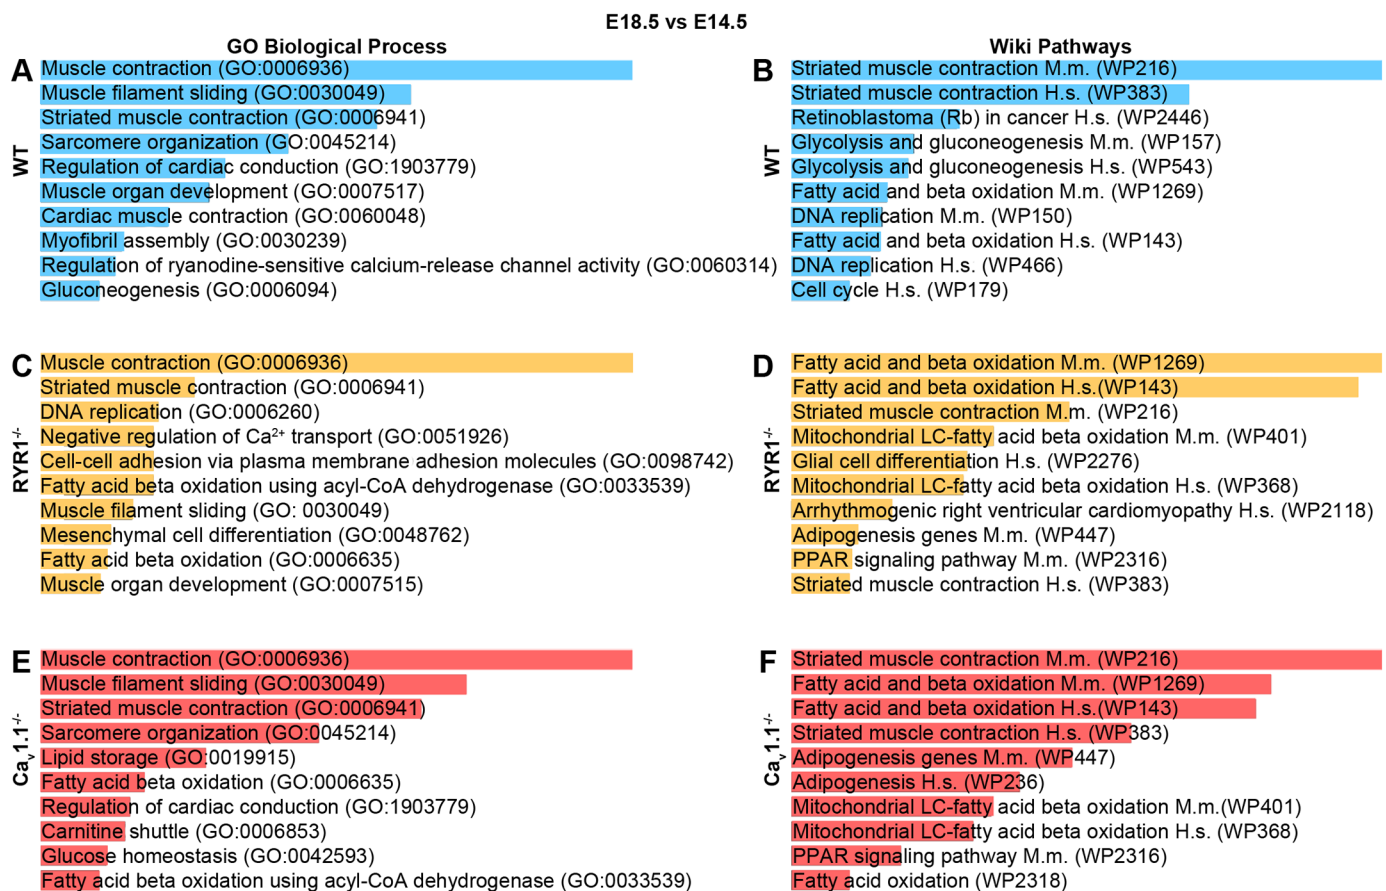 E18.5 vs E14.5
GO Biological Process
Wiki Pathways
A
WT
Muscle contraction (GO:0006936)
Muscle filament sliding (GO:0030049)
Striated muscle contraction (GO:0006941)
Sarcomere organization (GO:0045214)
Regulation of cardiac conduction (GO:1903779)
Muscle organ development (GO:0007517)
Cardiac muscle contraction (GO:0060048)
Myofibril assembly (GO:0030239)
Regulation of ryanodine-sensitive calcium-release channel activity (GO:0060314)
Gluconeogenesis (GO:0006094)
B
WT
Striated muscle contraction M.m. (WP216)
Striated muscle contraction H.s. (WP383)
Retinoblastoma (Rb) in cancer H.s. (WP2446)
Glycolysis and gluconeogenesis M.m. (WP157)
Glycolysis and gluconeogenesis H.s. (WP543)
Fatty acid and beta oxidation M.m. (WP1269)
DNA replication M.m. (WP150)
Fatty acid and beta oxidation H.s. (WP143)
DNA replication H.s. (WP466)
Cell cycle H.s. (WP179)
C
RYR1-/-
Muscle contraction (GO:0006936)
Striated muscle contraction (GO:0006941)
DNA replication (GO:0006260)
Negative regulation of Ca2+ transport (GO:0051926)
Cell-cell adhesion via plasma membrane adhesion molecules (GO:0098742)
Fatty acid beta oxidation using acyl-CoA dehydrogenase (GO:0033539)
Muscle filament sliding (GO: 0030049)
Mesenchymal cell differentiation (GO:0048762)
Fatty acid beta oxidation (GO:0006635)
Muscle organ development (GO:0007515)
D
RYR1-/-
Fatty acid and beta oxidation M.m. (WP1269)
Fatty acid and beta oxidation H.s.(WP143)
Striated muscle contraction M.m. (WP216)
Mitochondrial LC-fatty acid beta oxidation M.m. (WP401)
Glial cell differentiation H.s. (WP2276)
Mitochondrial LC-fatty acid beta oxidation H.s. (WP368)
Arrhythmogenic right ventricular cardiomyopathy H.s. (WP2118)
Adipogenesis genes M.m. (WP447)
PPAR signaling pathway M.m. (WP2316)
Striated muscle contraction H.s. (WP383)
E
Cav1.1-/-
Muscle contraction (GO:0006936)
Muscle filament sliding (GO:0030049)
Striated muscle contraction (GO:0006941)
Sarcomere organization (GO:0045214)
Lipid storage (GO:0019915)
Fatty acid beta oxidation (GO:0006635)
Regulation of cardiac conduction (GO:1903779)
Carnitine shuttle (GO:0006853)
Glucose homeostasis (GO:0042593)
Fatty acid beta oxidation using acyl-CoA dehydrogenase (GO:0033539)
F
Cav1.1-/-
Striated muscle contraction M.m. (WP216)
Fatty acid and beta oxidation M.m. (WP1269)
Fatty acid and beta oxidation H.s.(WP143)
Striated muscle contraction H.s. (WP383)
Adipogenesis genes M.m. (WP447)
Adipogenesis H.s. (WP236)
Mitochondrial LC-fatty acid beta oxidation M.m.(WP401)
Mitochondrial LC-fatty acid beta oxidation H.s. (WP368)
PPAR signaling pathway M.m. (WP2316)
Fatty acid oxidation (WP2318)